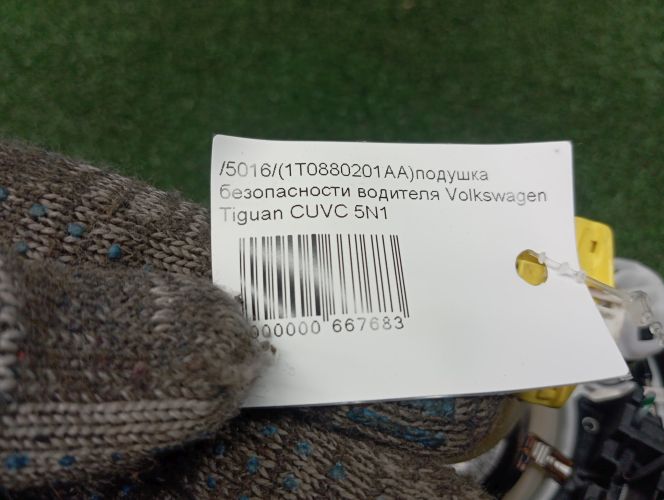 /5016/(1T0880201AA)подушка
безопасности водителя Volkswagen
Tiguan CUVC 5N1
000000 667683